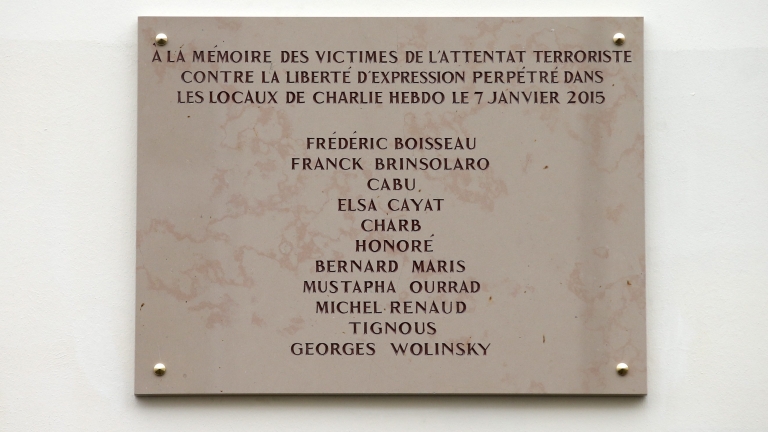 À LA MÉMOIRE DES VICTIMES DE L'ATTENTAT TERRORISTE
CONTRE LA LIBERTÉ D'EXPRESSION PERPÉTRÉ DANS
LES LOCAUX DE CHARLIE HEBDO LE 7 JANVIER 2015
FRÉDÉRIC BOISSEAU
FRANCK BRINSOLARO
CABU
ELSA CAYAT
CHARB
HONORÉ
BERNARD MARIS
MUSTAPHA OURRAD
MICHEL RENAUD
TIGNOUS
GEORGES WOLINSKY